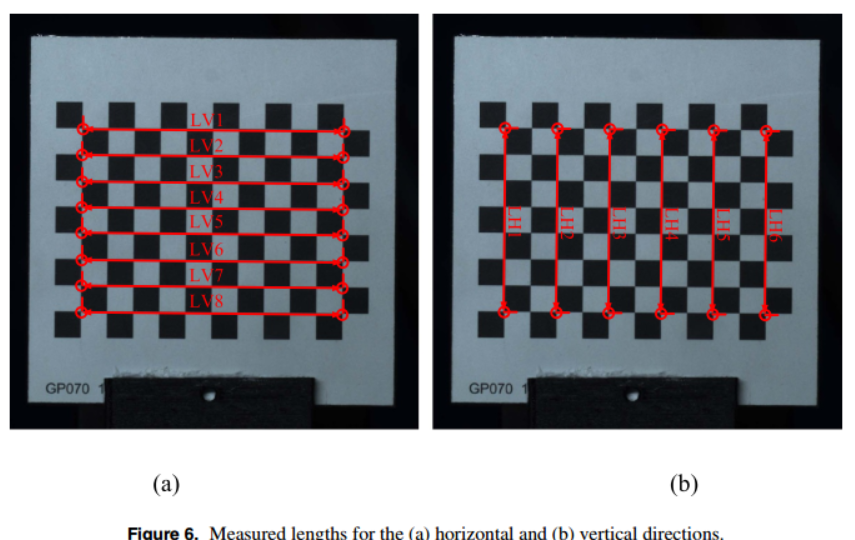 LV1
LV2
LV3
LV4
LV5
LV6
LV7
LV8
GP070 1
LH1
LH2
LH3
LH4
LH5
LH6
GP070 1
(a)
(b)
Figure 6. Measured lengths for the (a) horizontal and (b) vertical directions.